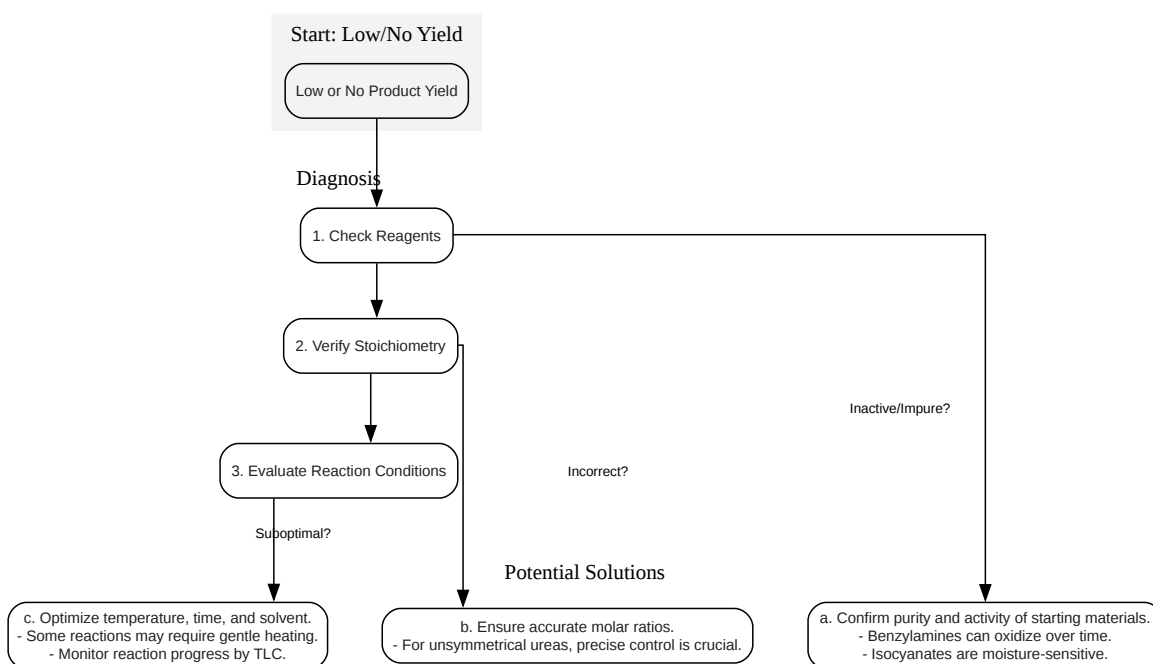 Start: Low/No Yield
Low or No Product Yield
Diagnosis
1. Check Reagents
2. Verify Stoichiometry
Inactive/Impure?
3. Evaluate Reaction Conditions
Incorrect?
Suboptimal?
Potential Solutions
c. Optimize temperature, time, and solvent.
- Some reactions may require gentle heating.
- Monitor reaction progress by TLC.
b. Ensure accurate molar ratios.
- For unsymmetrical ureas, precise control is crucial.
a. Confirm purity and activity of starting materials.
- Benzylamines can oxidize over time.
- Isocyanates are moisture-sensitive.